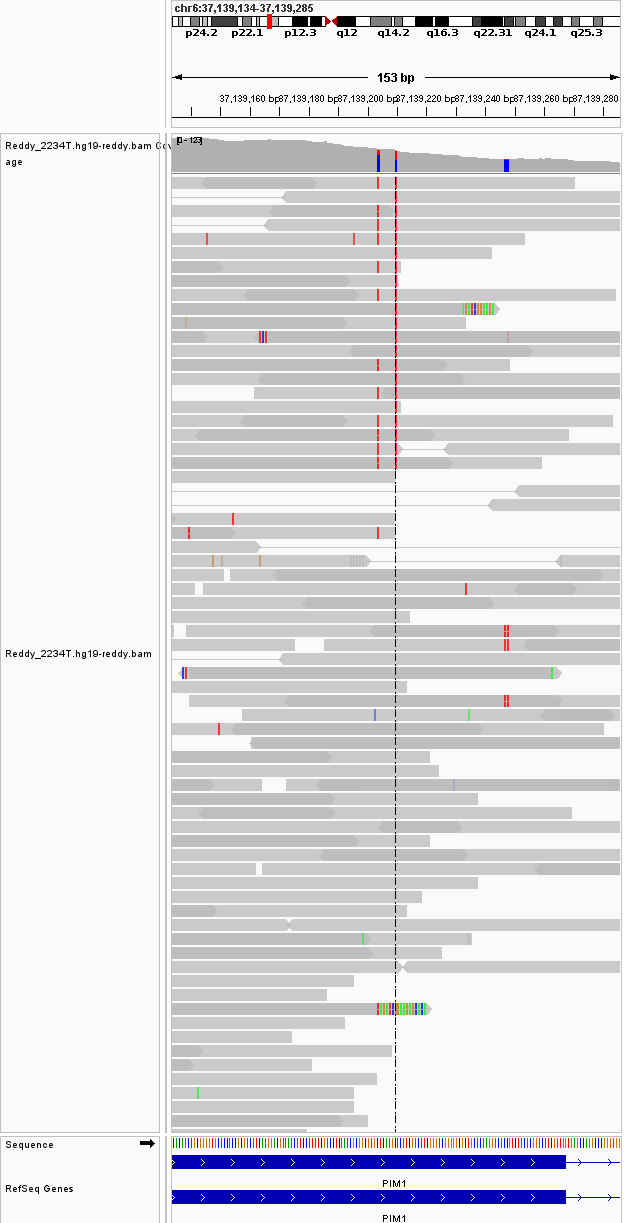 chr6:37,139,134-37,139,285
p24.2 p22.1 p12.3 q12 q14.2 q16.3 q22.31 q24.1 q25.3
153 bp
37,139,160 bp 37,139,180 bp 37,139,200 bp 37,139,220 bp 37,139,240 bp 37,139,260 bp 37,139,280
[0 - 123]
Reddy_2234T.hg19-reddy.bam Cov
age
Reddy_2234T.hg19-reddy.bam
Sequence
PIM1
RefSeq Genes
PIM1